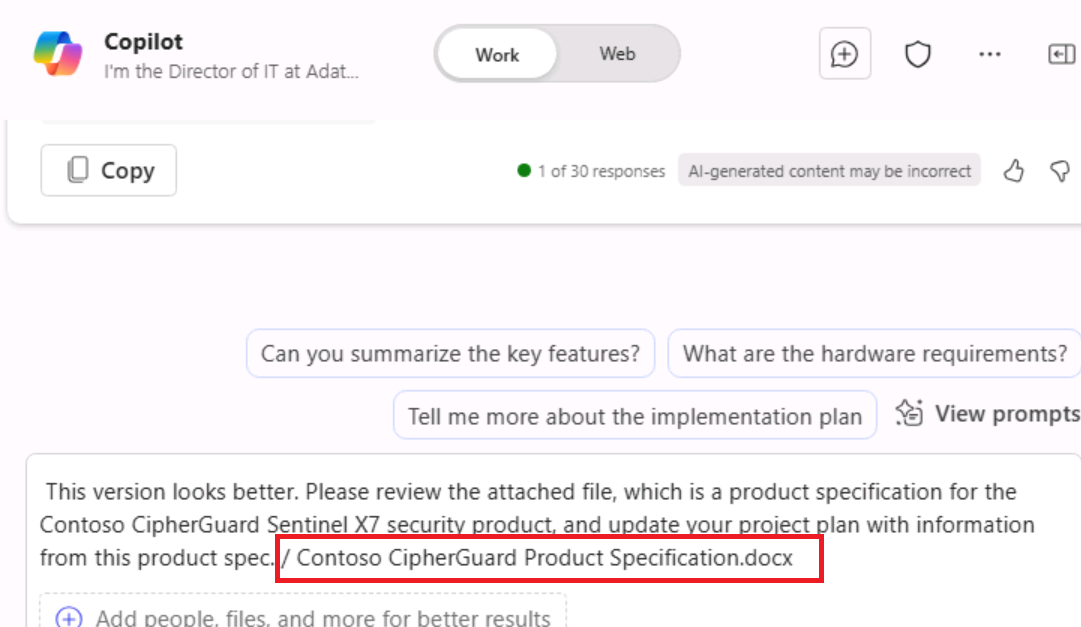 Copilot
I'm the Director of IT at Adat...
Work
Web
Copy
1 of 30 responses
AI-generated content may be incorrect
Can you summarize the key features?
What are the hardware requirements?
Tell me more about the implementation plan
View prompts
This version looks better. Please review the attached file, which is a product specification for the
Contoso CipherGuard Sentinel X7 security product, and update your project plan with information
from this product spec. / Contoso CipherGuard Product Specification.docx
Add people, files, and more for better results